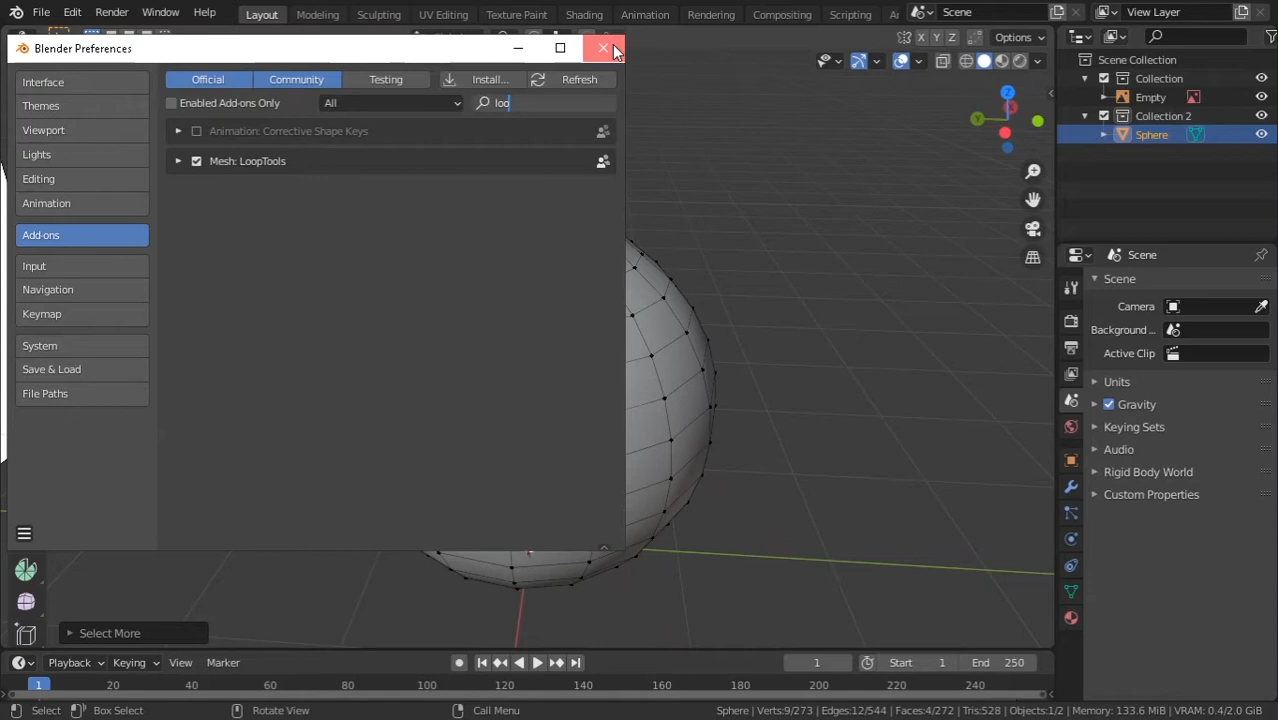 File Edit Render Window Help Layout Modeling Sculpting UV Editing Texture Paint Shading Animation Rendering Compositing Scripting Scene View Layer
Blender Preferences
Options
X Y Z
Scene Collection
Collection
Empty
Collection 2
Sphere
Interface
Themes
Viewport
Lights
Editing
Animation
Add-ons
Input
Navigation
Keymap
System
Save & Load
File Paths
Official Community Testing Install... Refresh
Enabled Add-ons Only All loo
Animation: Corrective Shape Keys
Mesh: LoopTools
Z
Y
Scene
Scene
Camera
Background ...
Active Clip
Units
Gravity
Keying Sets
Audio
Rigid Body World
Custom Properties
Select More
Playback Keying View Marker 1 Start 1 End 250
1 20 40 60 80 100 120 140 160 180 200 220 240
Select Box Select Rotate View Call Menu Sphere | Verts:9/273 | Edges:12/544 | Faces:4/272 | Tris:528 | Objects:1/2 | Memory: 133.6 MiB | VRAM: 0.4/2.0 GiB